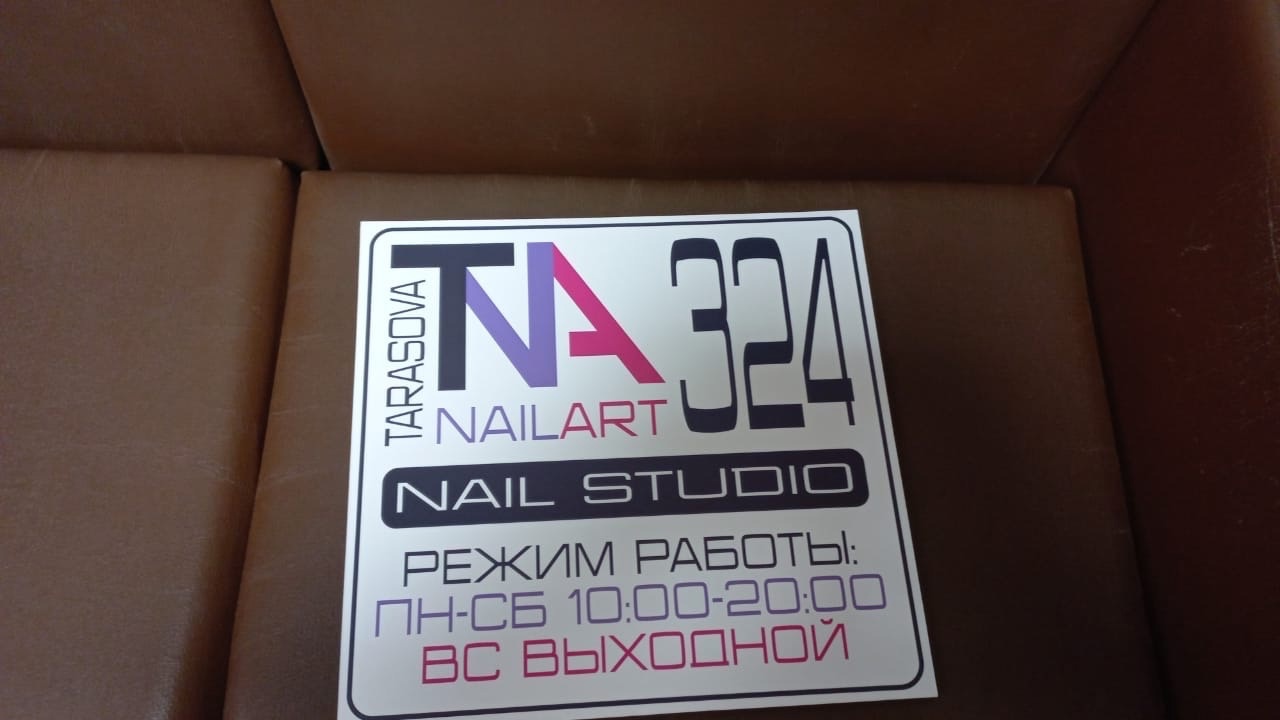 TARASOVA
TNA
324
NAILART
NAIL STUDIO
РЕЖИМ РАБОТЫ:
ПН-СБ 10:00-20:00
ВС ВЫХОДНОЙ